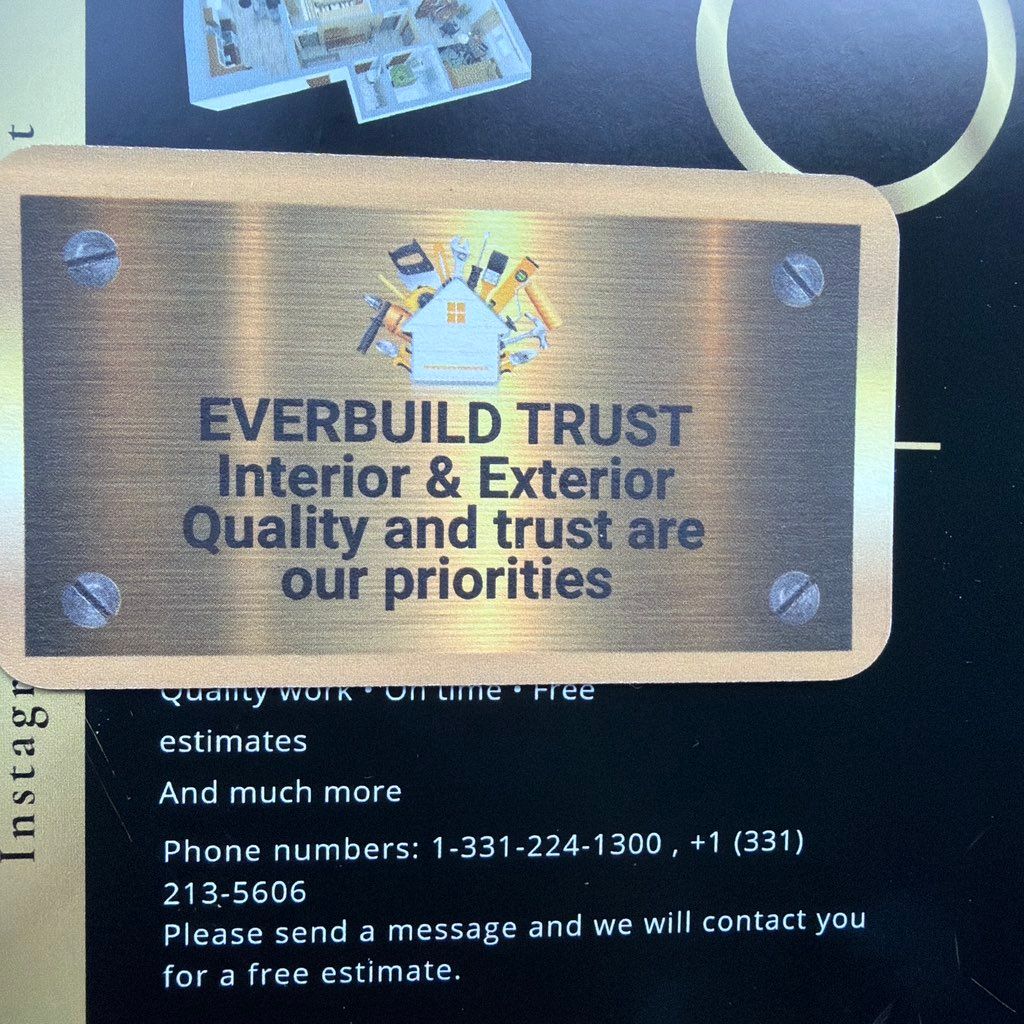 EVERBUILD TRUST
Interior & Exterior
Quality and trust are
our priorities
Quality work • On time • Free
estimates
And much more
Phone numbers: 1-331-224-1300 , +1 (331)
213-5606
Please send a message and we will contact you
for a free estimate.